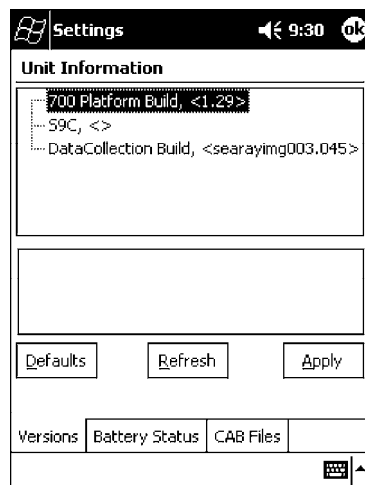 Settings 9:30 ok
Unit Information
700 Platform Build, <1.29>
S9C, <>
DataCollection Build, <searayimg003.045>
Defaults Refresh Apply
Versions Battery Status CAB Files